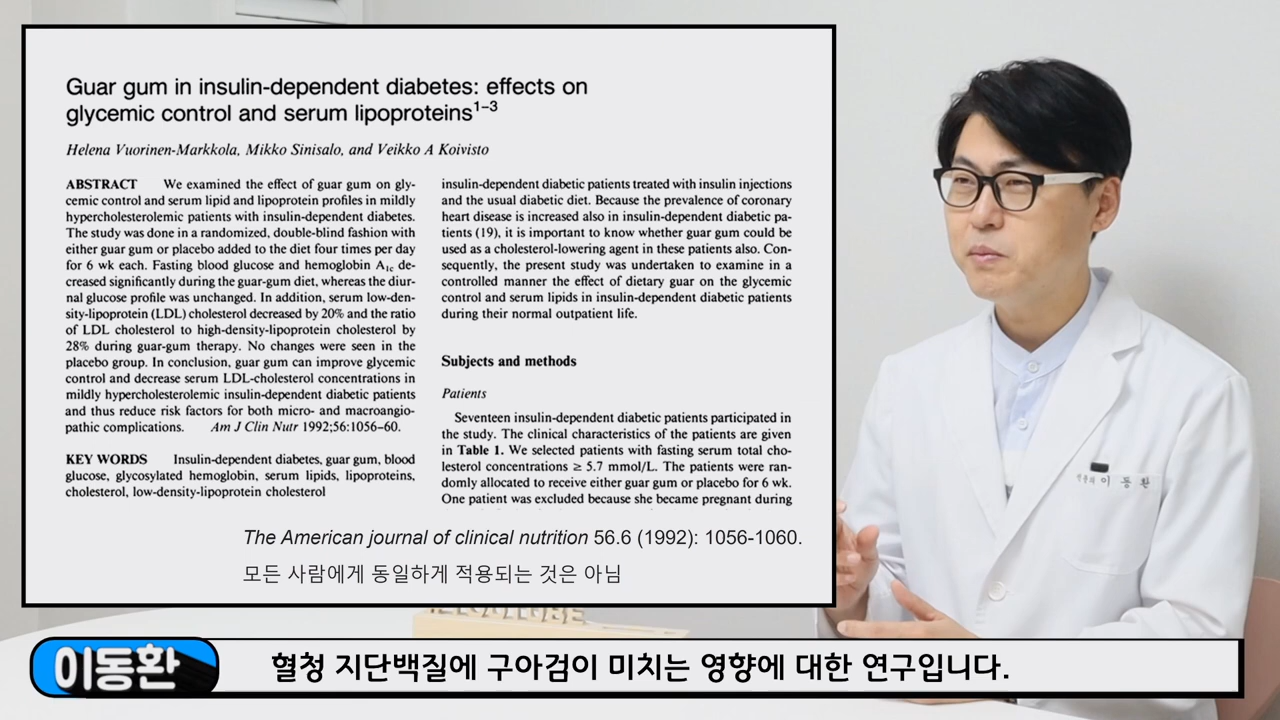 Guar gum in insulin-dependent diabetes: effects on
glycemic control and serum lipoproteins1–3
Helena Vuorinen-Markkola, Mikko Sinisalo, and Veikko A Koivisto
ABSTRACT We examined the effect of guar gum on gly-
cemic control and serum lipid and lipoprotein profiles in mildly
hypercholesterolemic patients with insulin-dependent diabetes.
The study was done in a randomized, double-blind fashion with
either guar gum or placebo added to the diet four times per day
for 6 wk each. Fasting blood glucose and hemoglobin A1c de-
creased significantly during the guar-gum diet, whereas the diur-
nal glucose profile was unchanged. In addition, serum low-den-
sity-lipoprotein (LDL) cholesterol decreased by 20% and the ratio
of LDL cholesterol to high-density-lipoprotein cholesterol by
28% during guar-gum therapy. No changes were seen in the
placebo group. In conclusion, guar gum can improve glycemic
control and decrease serum LDL-cholesterol concentrations in
mildly hypercholesterolemic insulin-dependent diabetic patients
and thus reduce risk factors for both micro- and macroangio-
pathic complications. Am J Clin Nutr 1992;56:1056–60.
KEY WORDS Insulin-dependent diabetes, guar gum, blood
glucose, glycosylated hemoglobin, serum lipids, lipoproteins,
cholesterol, low-density-lipoprotein cholesterol
insulin-dependent diabetic patients treated with insulin injections
and the usual diabetic diet. Because the prevalence of coronary
heart disease is increased also in insulin-dependent diabetic pa-
tients (19), it is important to know whether guar gum could be
used as a cholesterol-lowering agent in these patients also. Con-
sequently, the present study was undertaken to examine in a
controlled manner the effect of dietary guar on the glycemic
control and serum lipids in insulin-dependent diabetic patients
during their normal outpatient life.
Subjects and methods
Patients
Seventeen insulin-dependent diabetic patients participated in
the study. The clinical characteristics of the patients are given
in Table 1. We selected patients with fasting serum total cho-
lesterol concentrations ≥ 5.7 mmol/L. The patients were ran-
domly allocated to receive either guar gum or placebo for 6 wk.
One patient was excluded because she became pregnant during
The American journal of clinical nutrition 56.6 (1992): 1056-1060.
모든 사람에게 동일하게 적용되는 것은 아님
이동환
이동환
혈청 지단백질에 구아검이 미치는 영향에 대한 연구입니다.